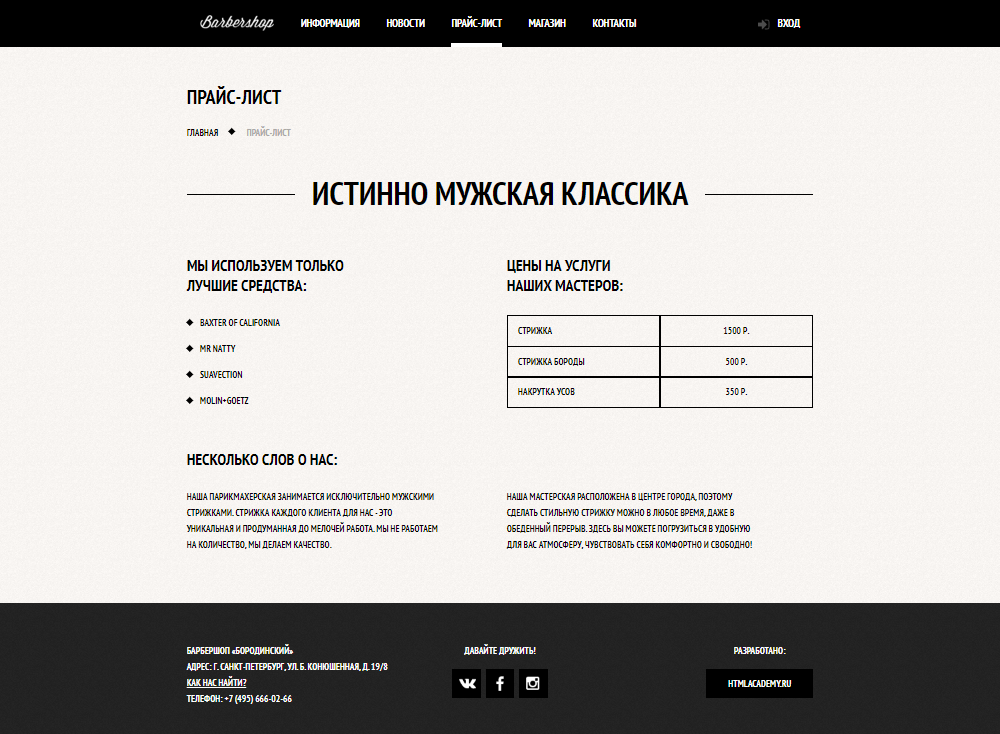 Barbershop ИНФОРМАЦИЯ НОВОСТИ ПРАЙС-ЛИСТ МАГАЗИН КОНТАКТЫ ВХОД
ПРАЙС-ЛИСТ
ГЛАВНАЯ ПРАЙС-ЛИСТ
ИСТИННО МУЖСКАЯ КЛАССИКА
МЫ ИСПОЛЬЗУЕМ ТОЛЬКО
ЛУЧШИЕ СРЕДСТВА:
BAXTER OF CALIFORNIA
MR NATTY
SUAVECTION
MOLIN+GOETZ
ЦЕНЫ НА УСЛУГИ
НАШИХ МАСТЕРОВ:
СТРИЖКА 1500 Р.
СТРИЖКА БОРОДЫ 500 Р.
НАКРУТКА УСОВ 350 Р.
НЕСКОЛЬКО СЛОВ О НАС:
НАША ПАРИКМАХЕРСКАЯ ЗАНИМАЕТСЯ ИСКЛЮЧИТЕЛЬНО МУЖСКИМИ
СТРИЖКАМИ. СТРИЖКА КАЖДОГО КЛИЕНТА ДЛЯ НАС - ЭТО
УНИКАЛЬНАЯ И ПРОДУМАННАЯ ДО МЕЛОЧЕЙ РАБОТА. МЫ НЕ РАБОТАЕМ
НА КОЛИЧЕСТВО, МЫ ДЕЛАЕМ КАЧЕСТВО.
НАША МАСТЕРСКАЯ РАСПОЛОЖЕНА В ЦЕНТРЕ ГОРОДА, ПОЭТОМУ
СДЕЛАТЬ СТИЛЬНУЮ СТРИЖКУ МОЖНО В ЛЮБОЕ ВРЕМЯ, ДАЖЕ В
ОБЕДЕННЫЙ ПЕРЕРЫВ. ЗДЕСЬ ВЫ МОЖЕТЕ ПОГРУЗИТЬСЯ В УДОБНУЮ
ДЛЯ ВАС АТМОСФЕРУ, ЧУВСТВОВАТЬ СЕБЯ КОМФОРТНО И СВОБОДНО!
БАРБЕРШОП «БОРОДИНСКИЙ»
АДРЕС: Г. САНКТ-ПЕТЕРБУРГ, УЛ. Б. КОНЮШЕННАЯ, Д. 19/8
КАК НАС НАЙТИ?
ТЕЛЕФОН: +7 (495) 666-02-66
ДАВАЙТЕ ДРУЖИТЬ!
РАЗРАБОТАНО:
HTMLACADEMY.RU